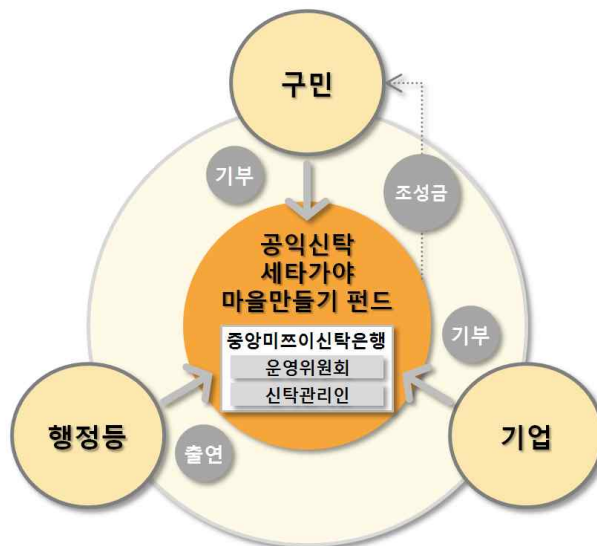 구민
기부
조성금
공익신탁
세타가야
마을만들기 펀드
중앙미쯔이신탁은행
운영위원회
신탁관리인
기부
행정등
기업
출연